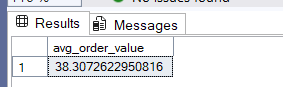 No issues found
Results Messages
avg_order_value
1 38.3072622950816